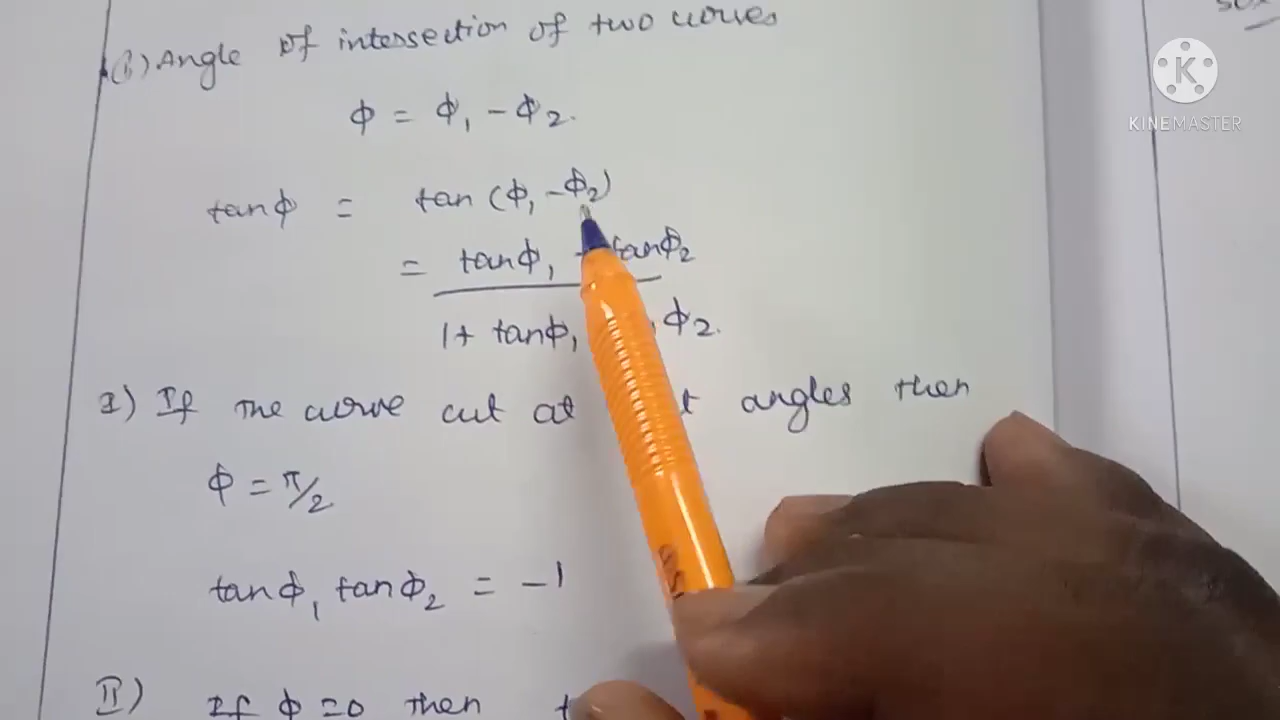 (i) Angle of intersection of two curves
ϕ = ϕ₁ - ϕ₂.
tanϕ = tan (ϕ₁ - ϕ₂)
= tanϕ₁ tanϕ₂
1 + tanϕ₁ ϕ₂.
I) If the curve cut at angles then
ϕ = π/2
tanϕ₁ tanϕ₂ = -1
II) If ϕ = 0 then
KINEMASTER